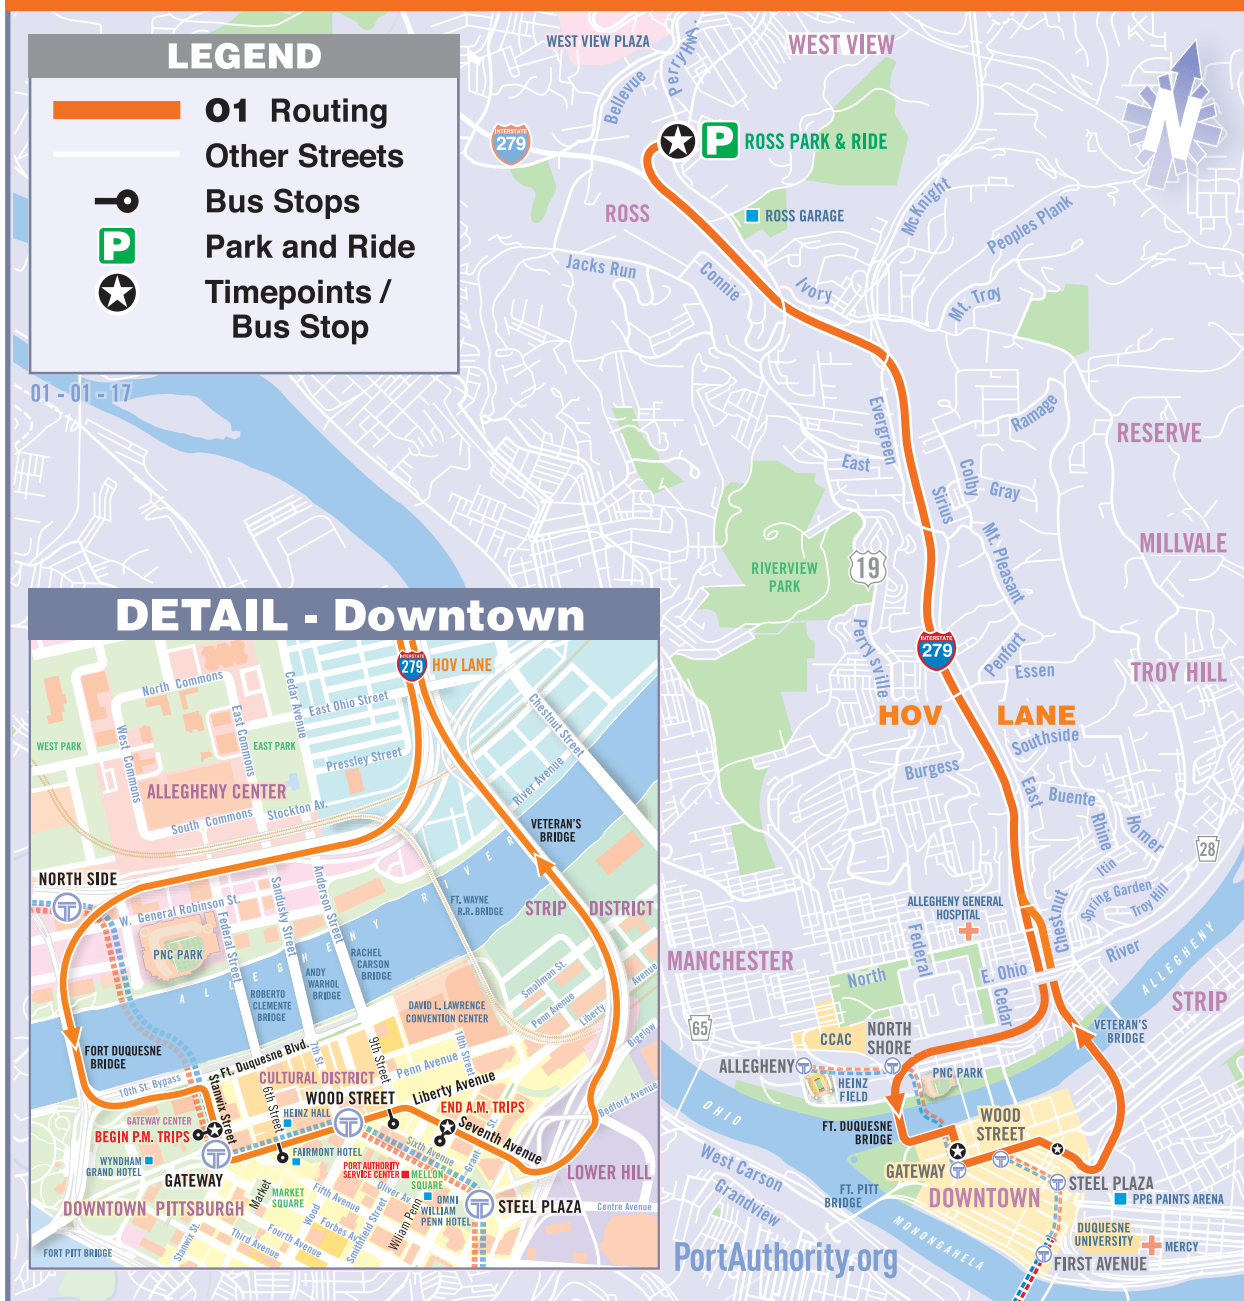 LEGEND
O1 Routing
Other Streets
Bus Stops
P
Park and Ride
Timepoints /
Bus Stop
01 - 01 - 17
WEST VIEW PLAZA
WEST VIEW
Bellevue
PerryHwy.
N
INTERSTATE
279
P
ROSS PARK & RIDE
ROSS
ROSS GARAGE
McKnight
Peoples Plank
Jacks Run
Connie
Ivory
Mt. Troy
Evergreen
Ramage
RESERVE
East
Colby
Gray
Sirius
Mt. Pleasant
MILLVALE
RIVERVIEW
PARK
19
Perrysville
INTERSTATE
279
Penfort
Essen
TROY HILL
HOV LANE
Southside
Burgess
East
Buente
Rhine
Homer
28
Itin
Spring Garden
Troy Hill
Chestnut
River
ALLEGHENY
ALLEGHENY GENERAL
HOSPITAL
Federal
MANCHESTER
North
E. Ohio
Cedar
STRIP
65
CCAC
NORTH
SHORE
VETERAN'S
BRIDGE
ALLEGHENY
T
T
HEINZ
FIELD
PNC PARK
OHIO
FT. DUQUESNE
BRIDGE
WOOD
STREET
GATEWAY
T
T
West Carson
Grandview
FT. PITT
BRIDGE
DOWNTOWN
T
STEEL PLAZA
PPG PAINTS ARENA
MONONGAHELA
DUQUESNE
UNIVERSITY
MERCY
T
FIRST AVENUE
PortAuthority.org
DETAIL - Downtown
INTERSTATE
279
HOV LANE
North Commons
Cedar Avenue
East Ohio Street
Chestnut Street
West Commons
East Commons
WEST PARK
EAST PARK
Pressley Street
River Avenue
ALLEGHENY CENTER
South Commons
Stockton Av.
VETERAN'S
BRIDGE
NORTH SIDE
T
W. General Robinson St.
Sandusky Street
Anderson Street
Federal Street
FT. WAYNE
R.R. BRIDGE
STRIP DISTRICT
PNC PARK
ALLEGHENY RIVER
RACHEL
CARSON
BRIDGE
ANDY
WARHOL
BRIDGE
ROBERTO
CLEMENTE
BRIDGE
DAVID L. LAWRENCE
CONVENTION CENTER
Smallman St.
Penn Avenue
Liberty
Avenue
Bigelow
FORT DUQUESNE
BRIDGE
10th St. Bypass
Ft. Duquesne Blvd.
7th St.
9th Street
10th Street
Penn Avenue
CULTURAL DISTRICT
Stanwix Street
6th Street
WOOD STREET
T
Liberty Avenue
END A.M. TRIPS
Seventh Avenue
Bedford Avenue
GATEWAY CENTER
BEGIN P.M. TRIPS
HEINZ HALL
FAIRMONT HOTEL
Sixth Avenue
Grant
St.
WYNDHAM
GRAND HOTEL
T
GATEWAY
PORT AUTHORITY
SERVICE CENTER
MELLON
SQUARE
LOWER HILL
Market
MARKET
SQUARE
Fifth Avenue
Oliver Av.
OMNI
WILLIAM
PENN HOTEL
T
STEEL PLAZA
Centre Avenue
DOWNTOWN PITTSBURGH
Wood
Forbes Av.
Fourth Avenue
Third Avenue
Smithfield Street
Wiliam Penn
Stanwix St.
FORT PITT BRIDGE